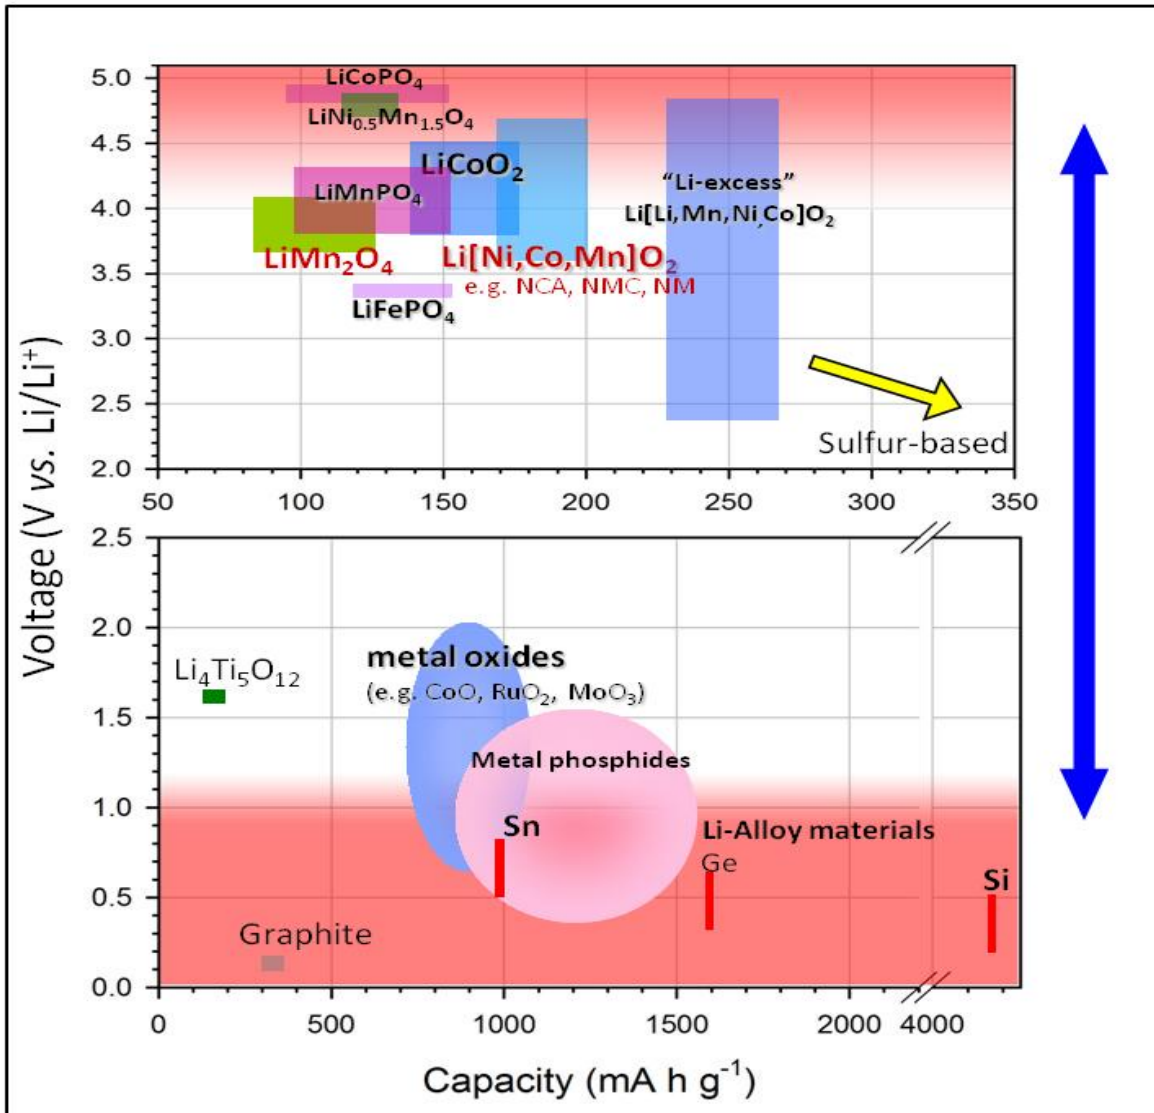 Voltage (V vs. Li/Li⁺)
5.0
4.5
4.0
3.5
3.0
2.5
2.0
LiCoPO₄
LiNi₀.₅Mn₁.₅O₄
LiCoO₂
LiMnPO₄
"Li-excess"
Li[Li,Mn,Ni,Co]O₂
LiMn₂O₄
Li[Ni,Co,Mn]O₂
e.g. NCA, NMC, NM
LiFePO₄
Sulfur-based
50 100 150 200 250 300 350
2.5
2.0
1.5
1.0
0.5
0.0
metal oxides
Li₄Ti₅O₁₂
(e.g. CoO, RuO₂, MoO₃)
Metal phosphides
Sn
Li-Alloy materials
Ge
Si
Graphite
0 500 1000 1500 2000 4000
Capacity (mA h g⁻¹)